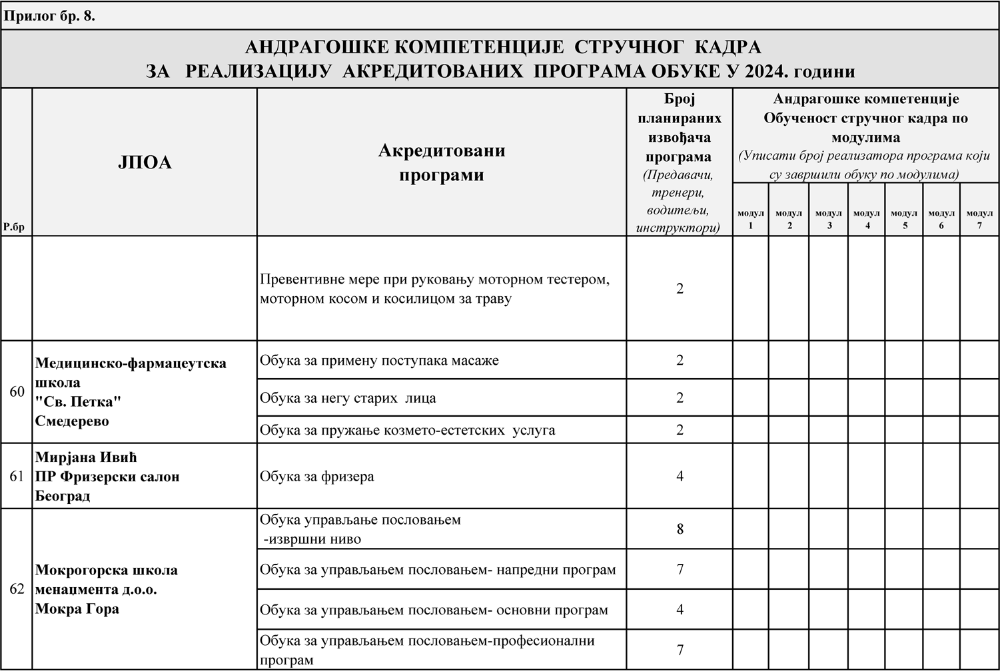 Прилог бр. 8.
АНДРАГОШКЕ КОМПЕТЕНЦИЈЕ СТРУЧНОГ КАДРА
ЗА РЕАЛИЗАЦИЈУ АКРЕДИТОВАНИХ ПРОГРАМА ОБУКЕ У 2024. години
Р.бр
ЈПОА
Акредитовани
програми
Број
планираних
извођача
програма
(Предавачи,
тренери,
водитељи,
инструктори)
Андрагошке компетенције
Обученост стручног кадра по
модулима
(Уписати број реализатора програма који
су завршили обуку по модулима)
модул
1
модул
2
модул
3
модул
4
модул
5
модул
6
модул
7
Превентивне мере при руковању моторном тестером,
моторном косом и косилицом за траву
2
60
Медицинско-фармацеутска
школа
"Св. Петка"
Смедерево
Обука за примену поступака масаже
2
Обука за негу старих лица
2
Обука за пружање козмето-естетских услуга
2
61
Мирјана Ивић
ПР Фризерски салон
Београд
Обука за фризера
4
62
Мокрогорска школа
менаџмента д.о.о.
Мокра Гора
Обука управљање пословањем
-извршни ниво
8
Обука за управљањем пословањем- напредни програм
7
Обука за управљањем пословањем- основни програм
4
Обука за управљањем пословањем-професионални
програм
7